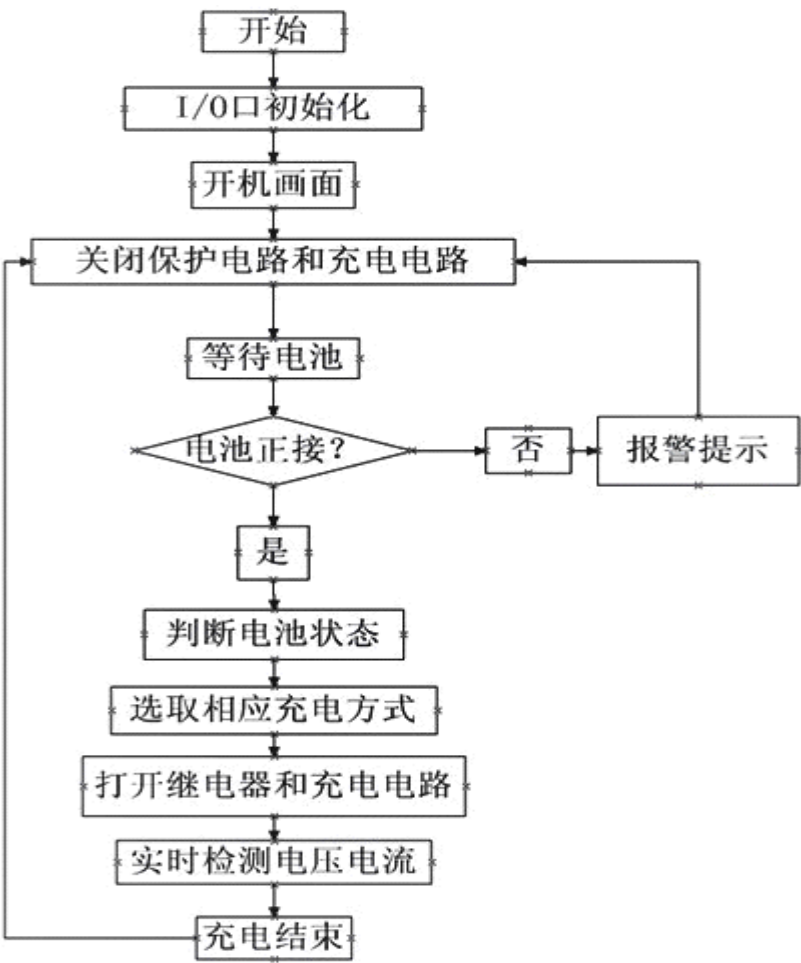 开始
I/O口初始化
开机画面
关闭保护电路和充电电路
等待电池
电池正接?
否
报警提示
是
判断电池状态
选取相应充电方式
打开继电器和充电电路
实时检测电压电流
充电结束